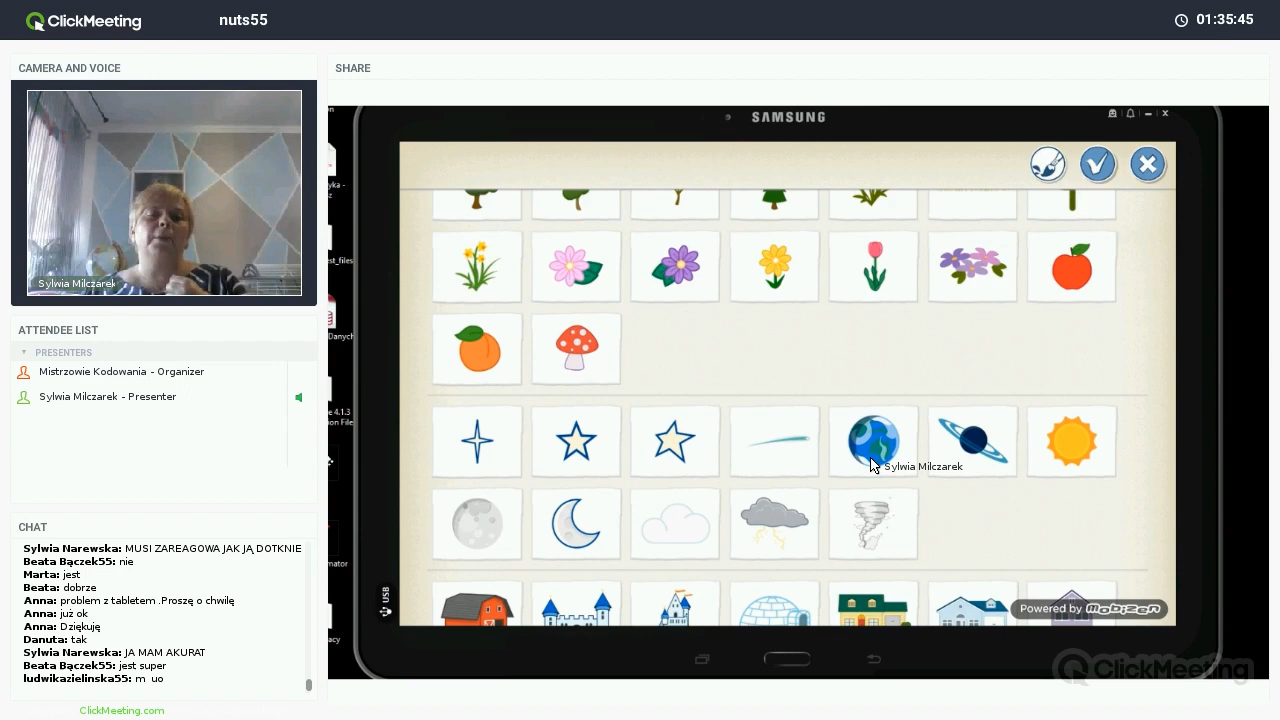 ClickMeeting
nuts55
01:35:45
CAMERA AND VOICE
SHARE
SAMSUNG
Sylwia Milczarek
ATTENDEE LIST
PRESENTERS
Mistrzowie Kodowania - Organizer
Sylwia Milczarek - Presenter
Sylwia Milczarek
CHAT
Sylwia Narewska: MUSI ZAREAGOWA JAK JĄ DOTKNIE
Beata Bączek55: nie
Marta: jest
Beata: dobrze
Anna: problem z tabletem .Proszę o chwilę
Anna: już ok
Anna: Dziękuję
Danuta: tak
Sylwia Narewska: JA MAM AKURAT
Beata Bączek55: jest super
ludwikazielinska55: m uo
USB
Powered by mobizen
ClickMeeting
ClickMeeting.com